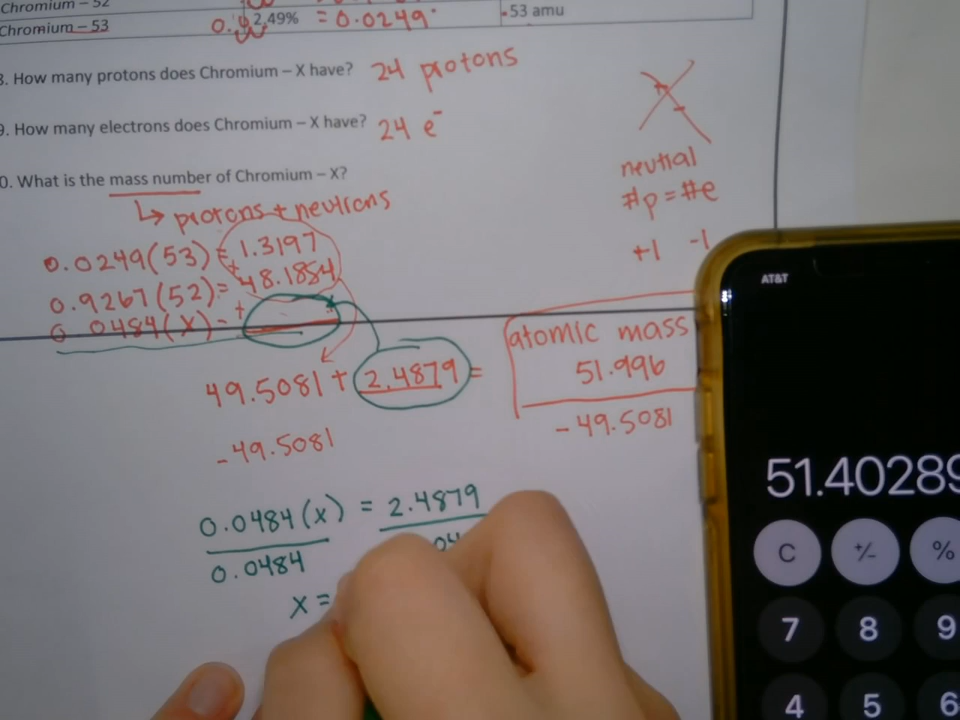 Chromium – 52
Chromium – 53 0.02.49% = 0.0249 53 amu
8. How many protons does Chromium – X have? 24 protons
9. How many electrons does Chromium – X have? 24 e-
neutral
#p = #e
+1 -1
0. What is the mass number of Chromium – X?
↳ protons + neutrons
0.0249(53) = 1.3197
+
0.9267(52) = 48.1884
+
0.0484(X) =
49.5081 + 2.4879 =
atomic mass
51.996
-49.5081
-49.5081
0.0484(x) = 2.4879
0.0484
x =
AT&T
51.40289
C +/- %
7 8 9
4 5 6